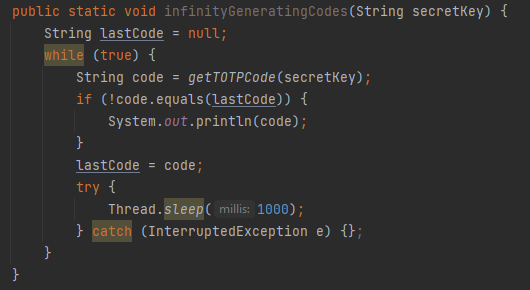 public static void infinityGeneratingCodes(String secretKey) {
    String lastCode = null;
    while (true) {
        String code = getTOTPCode(secretKey);
        if (!code.equals(lastCode)) {
            System.out.println(code);
        }
        lastCode = code;
        try {
            Thread.sleep( millis: 1000);
        } catch (InterruptedException e) {};
    }
}